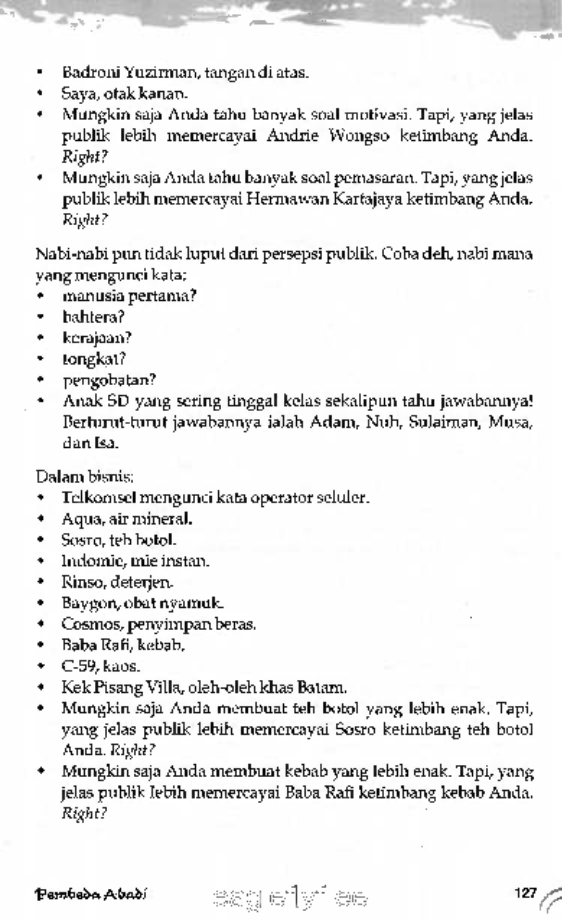 • Badroni Yuzirman, tangan di atas.
• Saya, otak kanan.
• Mungkin saja Anda tahu banyak soal motivasi. Tapi, yang jelas
publik lebih memercayai Andrie Wongso ketimbang Anda.
Right?
• Mungkin saja Anda tahu banyak soal pemasaran. Tapi, yang jelas
publik lebih memercayai Hermawan Kartajaya ketimbang Anda.
Right?
Nabi-nabi pun tidak luput dari persepsi publik. Coba deh, nabi mana
yang mengunci kata:
• manusia pertama?
• bahtera?
• kerajaan?
• tongkat?
• pengobatan?
• Anak SD yang sering tinggal kelas sekalipun tahu jawabannya!
Berturut-turut jawabannya ialah Adam, Nuh, Sulaiman, Musa,
dan Isa.
Dalam bisnis:
• Telkomsel mengunci kata operator seluler.
• Aqua, air mineral.
• Sosro, teh botol.
• Indomie, mie instan.
• Rinso, deterjen.
• Baygon, obat nyamuk.
• Cosmos, penyimpan beras.
• Baba Rafi, kebab.
• C-59, kaos.
• Kek Pisang Villa, oleh-oleh khas Batam.
• Mungkin saja Anda membuat teh botol yang lebih enak. Tapi,
yang jelas publik lebih memercayai Sosro ketimbang teh botol
Anda. Right?
• Mungkin saja Anda membuat kebab yang lebih enak. Tapi, yang
jelas publik lebih memercayai Baba Rafi ketimbang kebab Anda.
Right?
Pembeda Abadi
127